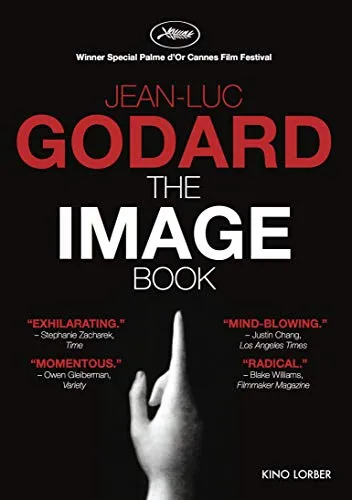 Winner Special Palme d'Or Cannes Film Festival
JEAN-LUC
GODARD
THE
IMAGE
BOOK
“EXHILARATING.”
– Stephanie Zacharek,
Time
“MIND-BLOWING.”
– Justin Chang,
Los Angeles Times
“MOMENTOUS.”
– Owen Gleiberman,
Variety
“RADICAL.”
– Blake Williams,
Filmmaker Magazine
KINO LORBER